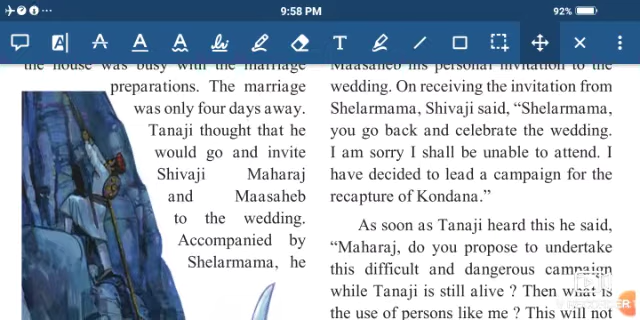 9:58 PM
92%
the house was busy with the marriage
preparations. The marriage
was only four days away.
Tanaji thought that he
would go and invite
Shivaji Maharaj
and Maasaheb
to the wedding.
Accompanied by
Shelarmama, he
Maasaheb his personal invitation to the
wedding. On receiving the invitation from
Shelarmama, Shivaji said, “Shelarmama,
you go back and celebrate the wedding.
I am sorry I shall be unable to attend. I
have decided to lead a campaign for the
recapture of Kondana.”
As soon as Tanaji heard this he said,
“Maharaj, do you propose to undertake
this difficult and dangerous campaign
while Tanaji is still alive ? Then what is
the use of persons like me ? This will not